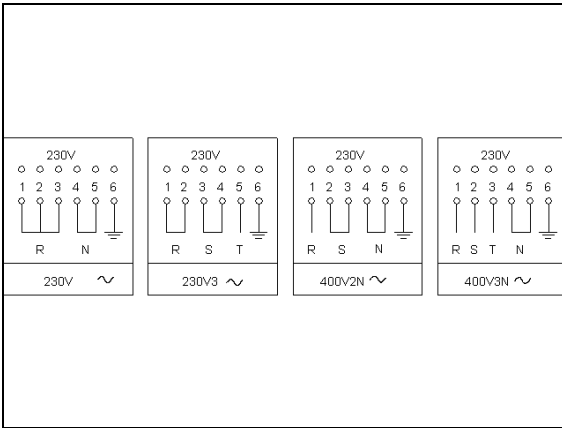 230V
1 2 3 4 5 6
R N
230V ~
230V
1 2 3 4 5 6
R S T
230V3 ~
230V
1 2 3 4 5 6
R S N
400V2N ~
230V
1 2 3 4 5 6
R S T N
400V3N ~